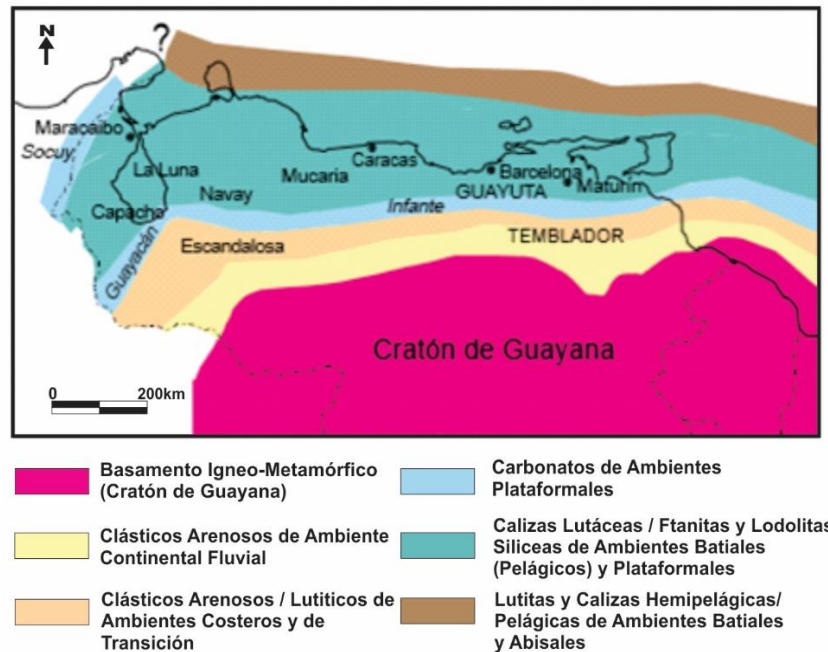 N
?
Maracaibo
Socuy
La Luna
Caracas
Mucaria
Barcelona
Navay
GUAYUTA
Maturín
Capacho
Infante
Guayacán
Escandalosa
TEMBLADOR
Cratón de Guayana
0 200km
Basamento Igneo-Metamórfico
(Cratón de Guayana)
Clásticos Arenosos de Ambiente
Continental Fluvial
Clásticos Arenosos / Lutiticos de
Ambientes Costeros y de
Transición
Carbonatos de Ambientes
Plataformales
Calizas Lutáceas / Ftanitas y Lodolitas
Siliceas de Ambientes Batiales
(Pelágicos) y Plataformales
Lutitas y Calizas Hemipelágicas/
Pelágicas de Ambientes Batiales
y Abisales